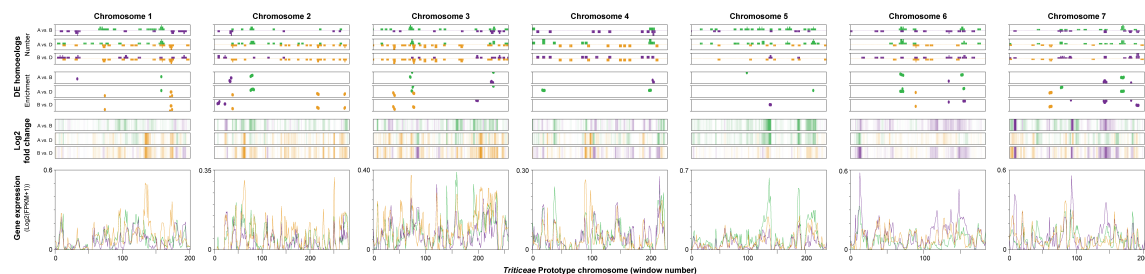 Chromosome 1 Chromosome 2 Chromosome 3 Chromosome 4 Chromosome 5 Chromosome 6 Chromosome 7
DE homoeologs
Number
A vs. B
A vs. D
B vs. D
Enrichment
A vs. B
A vs. D
B vs. D
Log2
fold change
A vs. B
A vs. D
B vs. D
Gene expression
(Log2(FPKM+1))
0.6 0.35 0.40 0.30 0.7 0.6 0.6
0 0 0 0 0 0 0
0 100 200 0 100 200 0 100 200 0 100 200 0 100 200 0 100 0 100 200
Triticeae Prototype chromosome (window number)